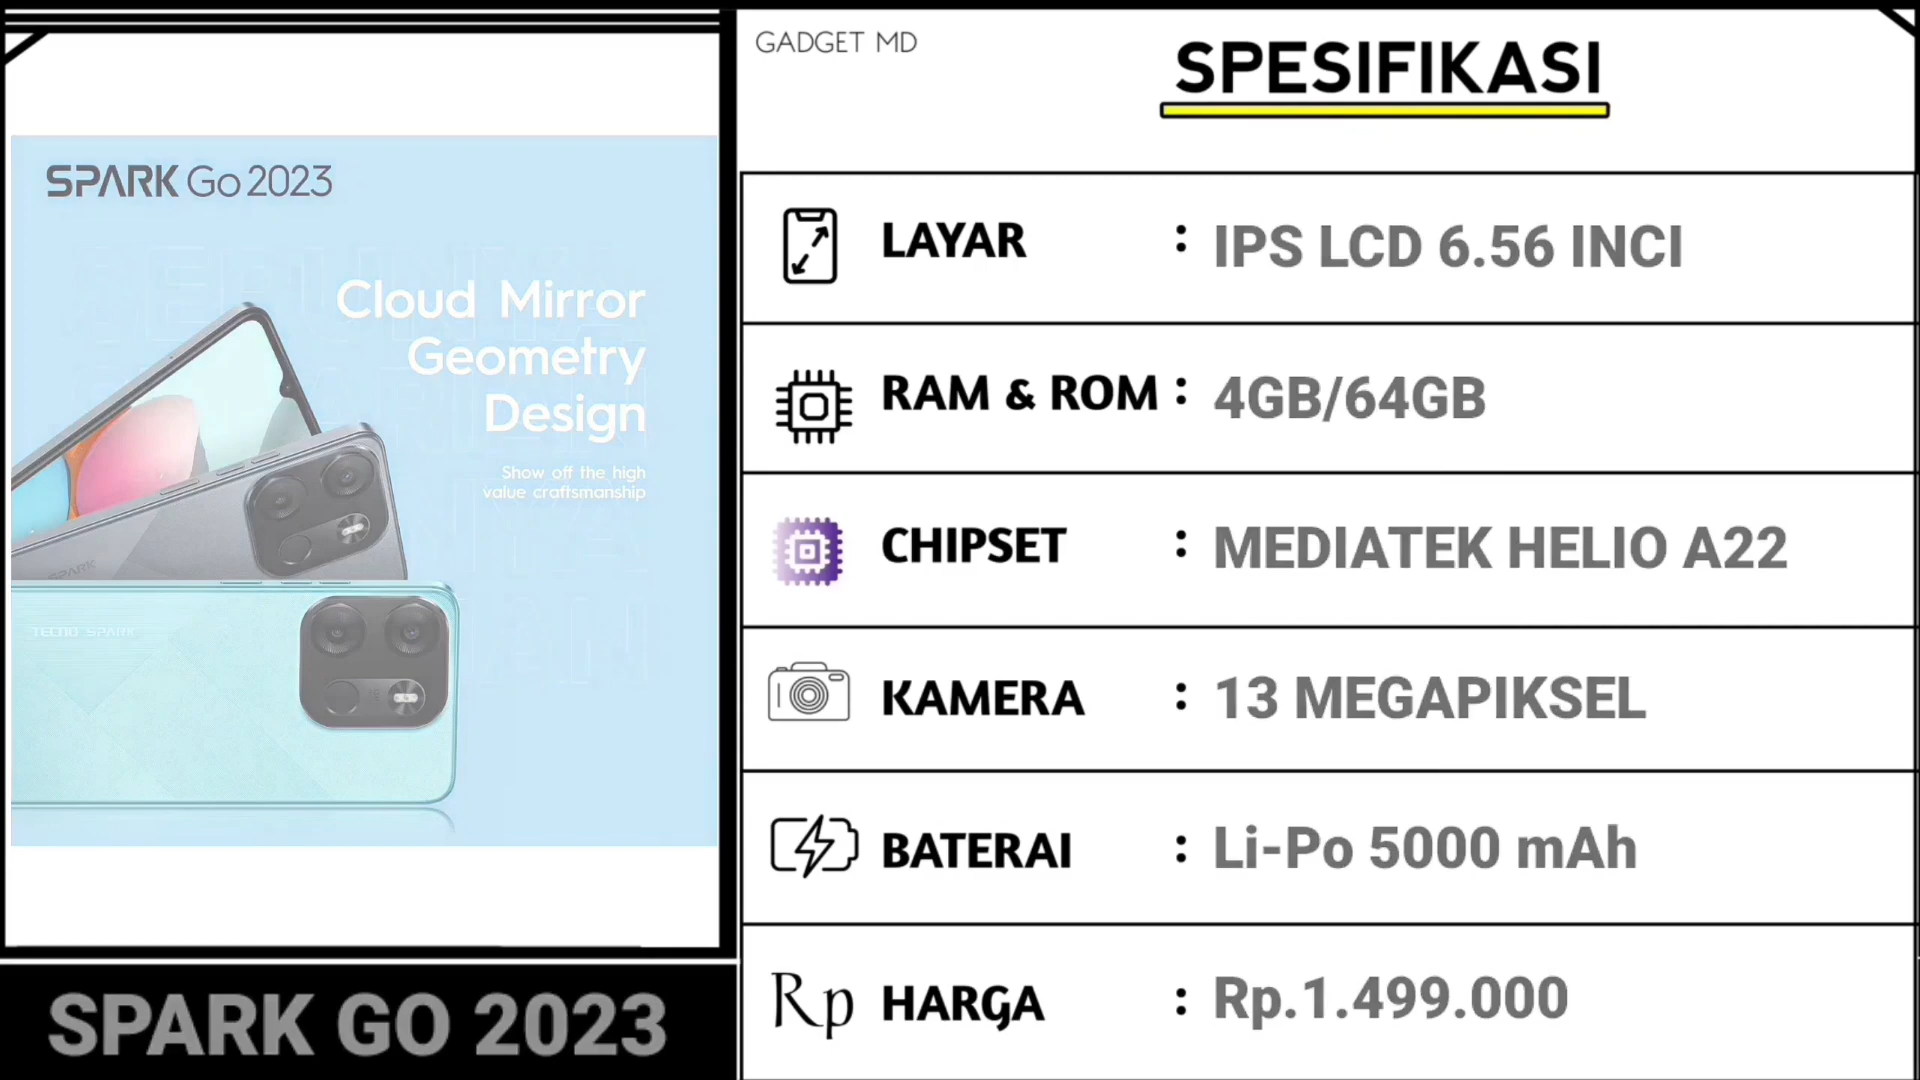 SPARK Go 2023
Cloud Mirror
Geometry
Design
Show off the high
value craftsmanship
SPARK
TECNO SPARK
SPARK GO 2023
GADGET MD
SPESIFIKASI
LAYAR : IPS LCD 6.56 INCI
RAM & ROM : 4GB/64GB
CHIPSET : MEDIATEK HELIO A22
KAMERA : 13 MEGAPIKSEL
BATERAI : Li-Po 5000 mAh
Rp HARGA : Rp.1.499.000